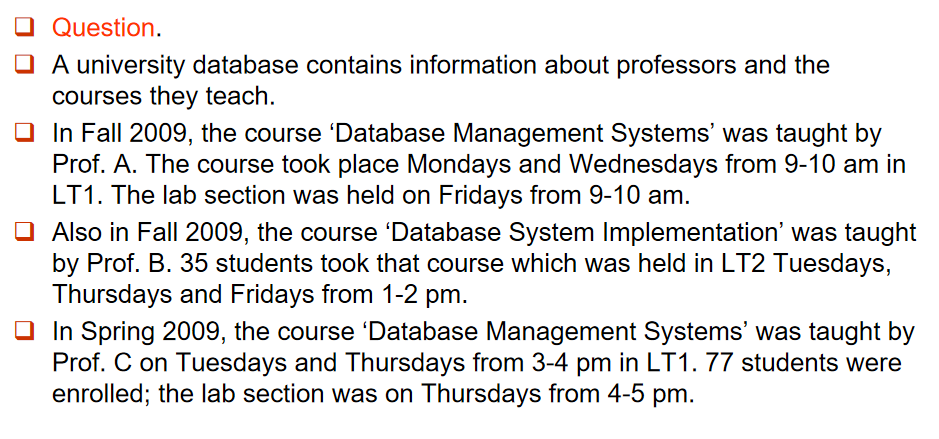 Question.
A university database contains information about professors and the
courses they teach.
In Fall 2009, the course ‘Database Management Systems’ was taught by
Prof. A. The course took place Mondays and Wednesdays from 9-10 am in
LT1. The lab section was held on Fridays from 9-10 am.
Also in Fall 2009, the course ‘Database System Implementation’ was taught
by Prof. B. 35 students took that course which was held in LT2 Tuesdays,
Thursdays and Fridays from 1-2 pm.
In Spring 2009, the course ‘Database Management Systems’ was taught by
Prof. C on Tuesdays and Thursdays from 3-4 pm in LT1. 77 students were
enrolled; the lab section was on Thursdays from 4-5 pm.